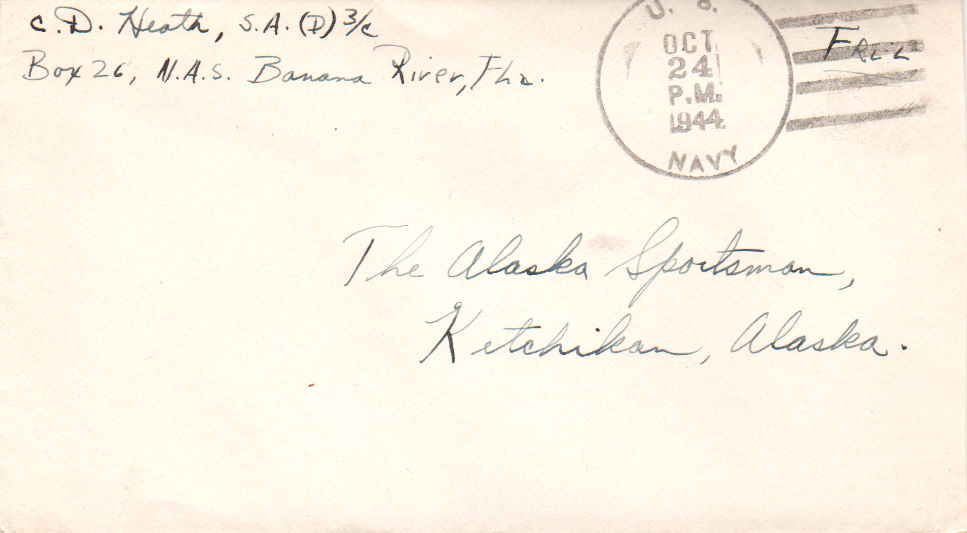 C. D. Heath, S.A. (D) 3/c
Box 26, N.A.S. Banana River, Fla.
U. S.
OCT
24
P.M.
1944
NAVY
Free
The Alaska Sportsman,
Ketchikan, Alaska.